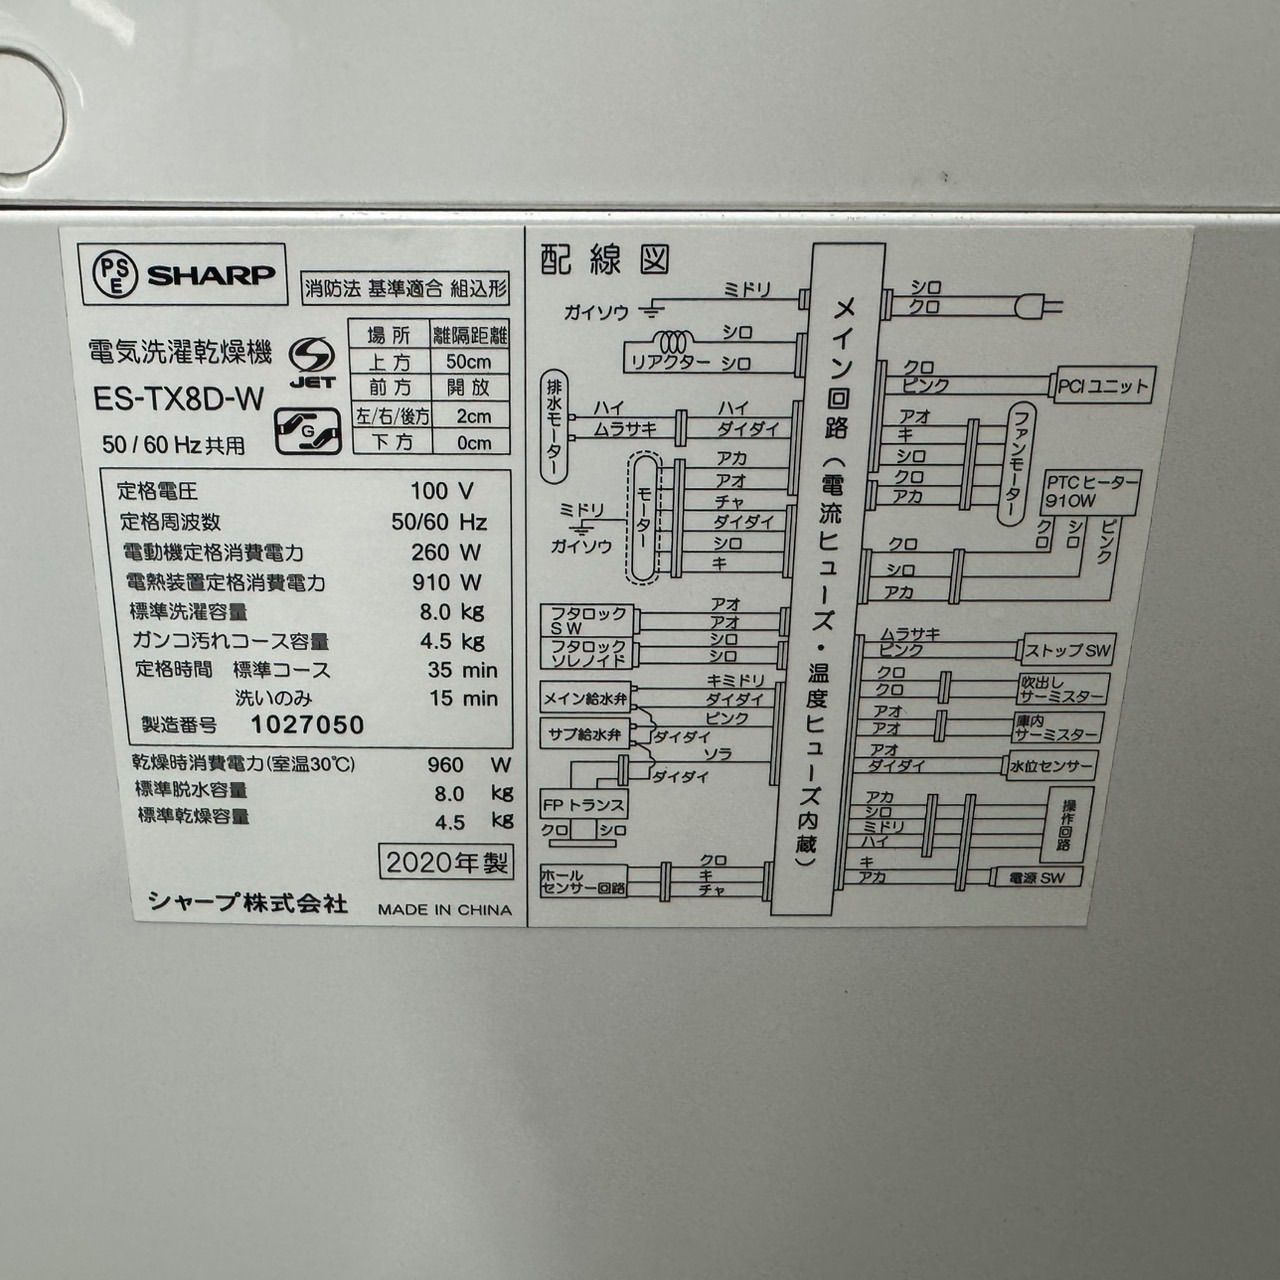 PSE SHARP
消防法 基準適合 組込形
電気洗濯乾燥機
ES-TX8D-W
50/60 Hz共用
JET
G
場所 離隔距離
上方 50cm
前方 開放
左/右/後方 2cm
下方 0cm
定格電圧 100 V
定格周波数 50/60 Hz
電動機定格消費電力 260 W
電熱装置定格消費電力 910 W
標準洗濯容量 8.0 kg
ガンコ汚れコース容量 4.5 kg
定格時間 標準コース 35 min
洗いのみ 15 min
製造番号 1027050
乾燥時消費電力(室温30℃) 960 W
標準脱水容量 8.0 kg
標準乾燥容量 4.5 kg
2020年製
シャープ株式会社 MADE IN CHINA
配線図
ミドリ
ガイソウ
シロ
リアクター シロ
排水モーター
ハイ ハイ
ムラサキ ダイダイ
モーター
アカ
アオ
チャ
ダイダイ
シロ
キ
ミドリ
ガイソウ
フタロック
SW
アオ
アオ
フタロック
ソレノイド
シロ
シロ
メイン給水弁
キミドリ
ダイダイ
サブ給水弁
ピンク
ダイダイ
ソラ
ダイダイ
FPトランス
クロ シロ
ホール
センサー回路
クロ
キ
チャ
メイン回路(電流ヒューズ・温度ヒューズ内蔵)
シロ
クロ
クロ
ピンク
PCIユニット
アオ
キ
シロ
クロ
アカ
ファンモーター
PTCヒーター
910W
クロ
シロ
ピンク
クロ
シロ
アカ
ムラサキ
ピンク
ストップSW
クロ
クロ
吹出し
サーミスター
アオ
アオ
庫内
サーミスター
アオ
ダイダイ
水位センサー
アカ
シロ
ミドリ
ハイ
操作回路
キ
アカ
電源SW